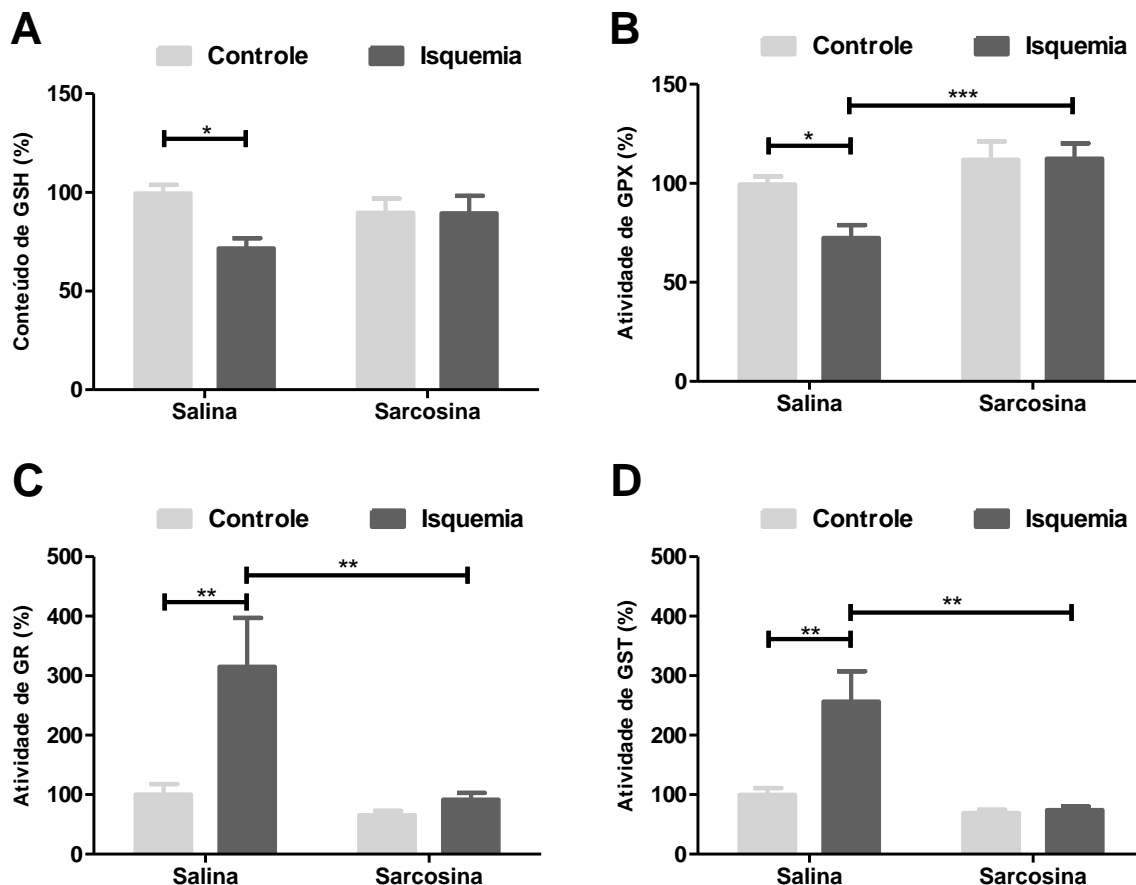 A
Controle Isquemia
Conteúdo de GSH (%)
150
100
50
0
*
Salina Sarcosina
B
Controle Isquemia
Atividade de GPX (%)
150
100
50
0
*
***
Salina Sarcosina
C
Controle Isquemia
Atividade de GR (%)
500
400
300
200
100
0
**
**
Salina Sarcosina
D
Controle Isquemia
Atividade de GST (%)
500
400
300
200
100
0
**
**
Salina Sarcosina